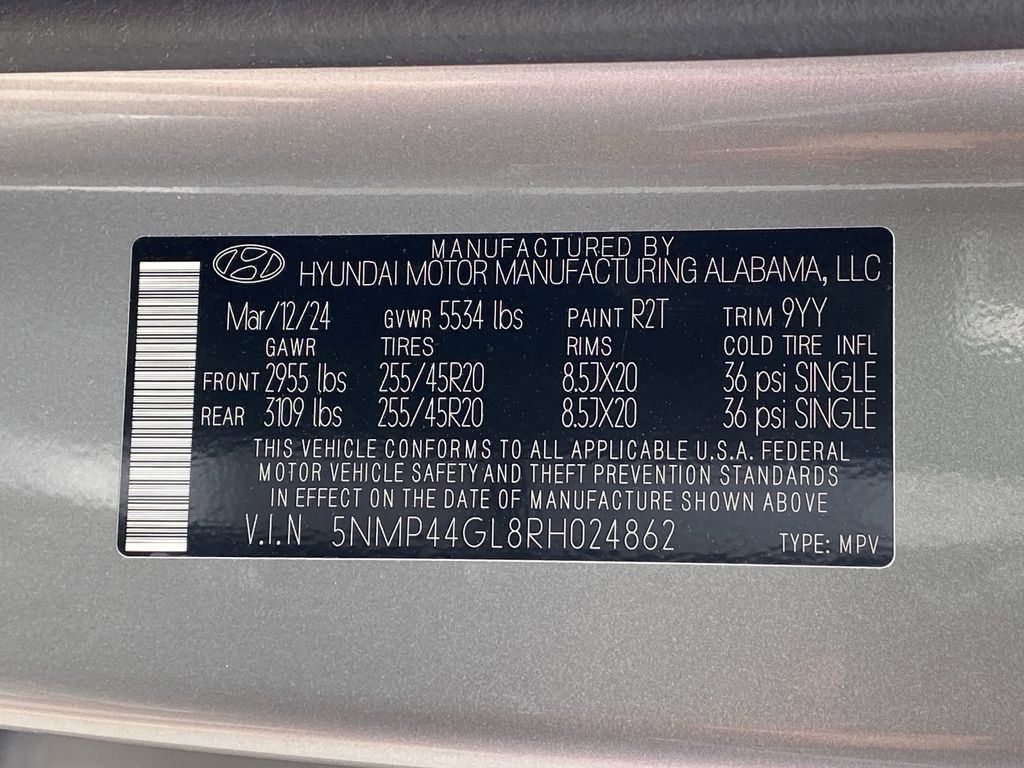 MANUFACTURED BY
HYUNDAI MOTOR MANUFACTURING ALABAMA, LLC
Mar/12/24 GVWR 5534 lbs PAINT R2T TRIM 9YY
GAWR TIRES RIMS COLD TIRE INFL
FRONT 2955 lbs 255/45R20 8.5JX20 36 psi SINGLE
REAR 3109 lbs 255/45R20 8.5JX20 36 psi SINGLE
THIS VEHICLE CONFORMS TO ALL APPLICABLE U.S.A. FEDERAL
MOTOR VEHICLE SAFETY AND THEFT PREVENTION STANDARDS
IN EFFECT ON THE DATE OF MANUFACTURE SHOWN ABOVE
V.I.N 5NMP44GL8RH024862 TYPE: MPV